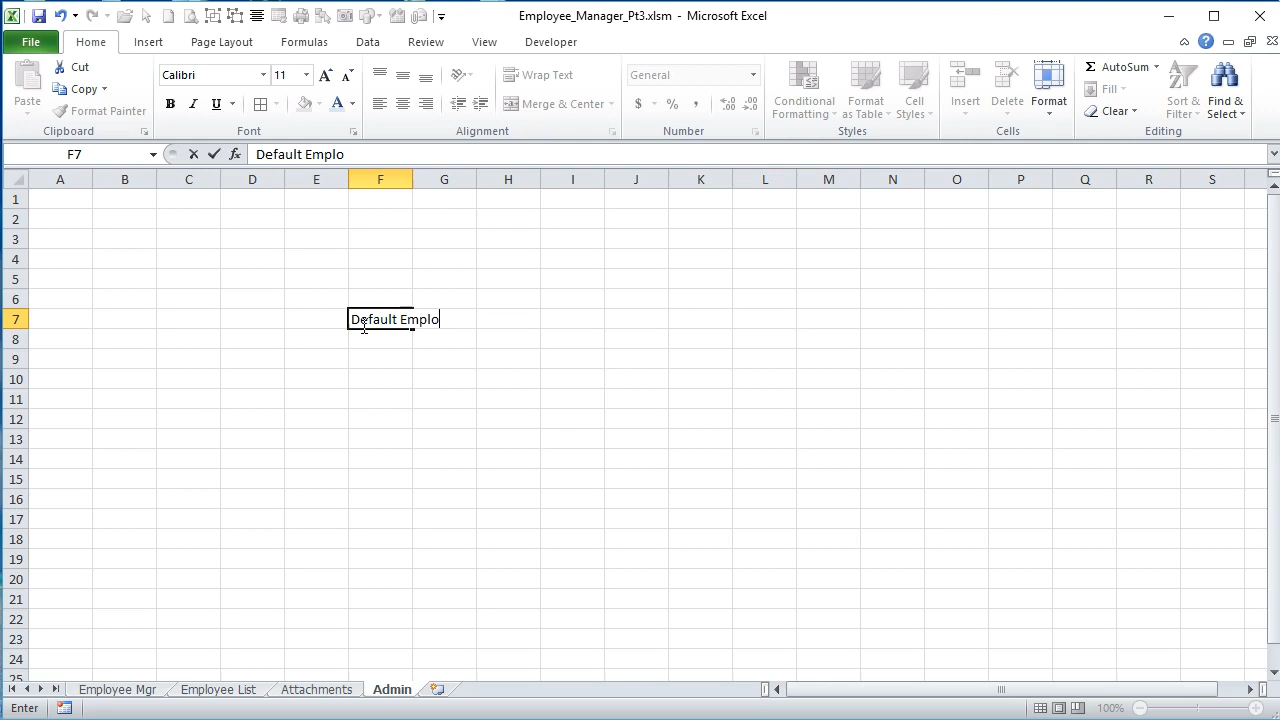 Employee_Manager_Pt3.xlsm - Microsoft Excel
File Home Insert Page Layout Formulas Data Review View Developer
Paste
Cut
Copy
Format Painter
Clipboard
Calibri 11
B I U A
Font
Wrap Text
Merge & Center
Alignment
General
$ % ,
Number
Conditional Formatting
Format as Table
Cell Styles
Styles
Insert Delete Format
Cells
Σ AutoSum
Fill
Clear
Sort & Filter
Find & Select
Editing
F7 fx Default Emplo
A B C D E F G H I J K L M N O P Q R S
1
2
3
4
5
6
7 Default Emplo
8
9
10
11
12
13
14
15
16
17
18
19
20
21
22
23
24
25
Employee Mgr Employee List Attachments Admin
Enter 100%